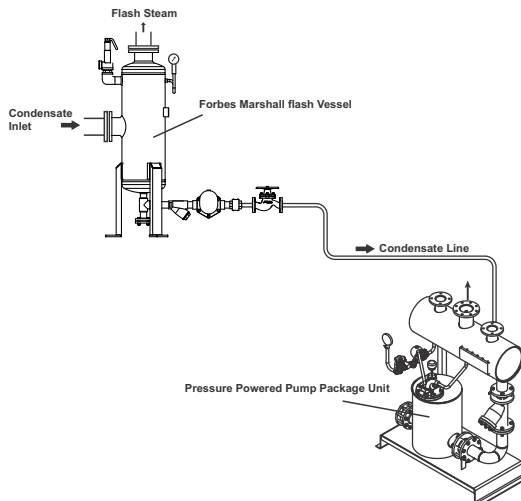 Flash Steam
Condensate
Inlet
Forbes Marshall flash Vessel
Condensate Line
Pressure Powered Pump Package Unit